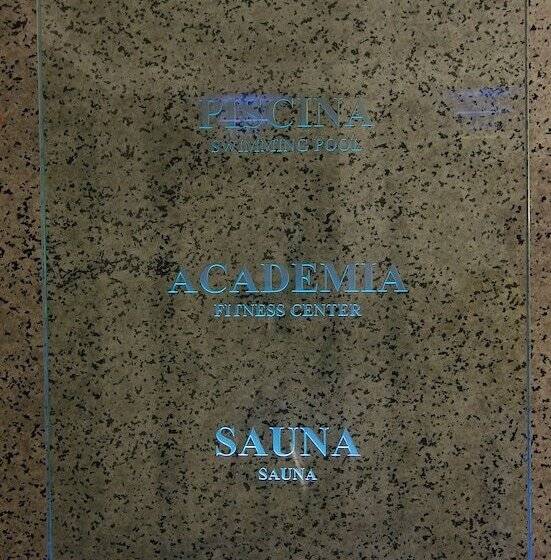 PISCINA
SWIMMING POOL
ACADEMIA
FITNESS CENTER
SAUNA
SAUNA